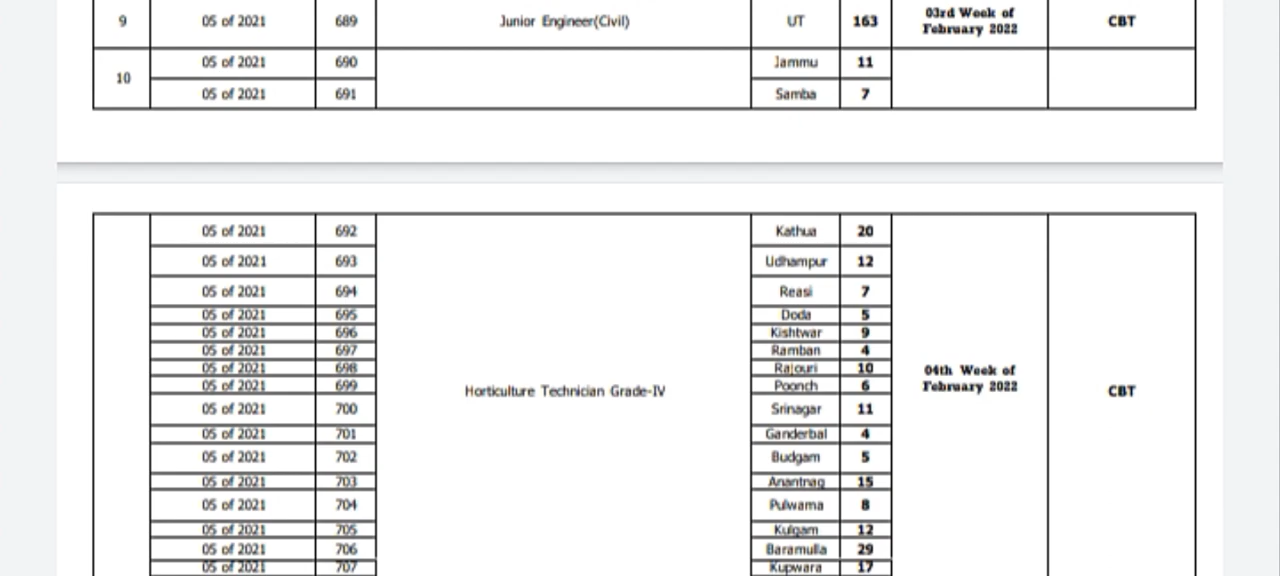 9 05 of 2021 689 Junior Engineer(Civil) UT 163 03rd Week of February 2022 CBT
10 05 of 2021 690 Jammu 11
05 of 2021 691 Samba 7
05 of 2021 692 Kathua 20
05 of 2021 693 Udhampur 12
05 of 2021 694 Reasi 7
05 of 2021 695 Doda 5
05 of 2021 696 Kishtwar 9
05 of 2021 697 Ramban 4
05 of 2021 698 Rajouri 10
05 of 2021 699 Horticulture Technician Grade-IV Poonch 6 04th Week of February 2022 CBT
05 of 2021 700 Srinagar 11
05 of 2021 701 Ganderbal 4
05 of 2021 702 Budgam 5
05 of 2021 703 Anantnag 15
05 of 2021 704 Pulwama 8
05 of 2021 705 Kulgam 12
05 of 2021 706 Baramulla 29
05 of 2021 707 Kupwara 17